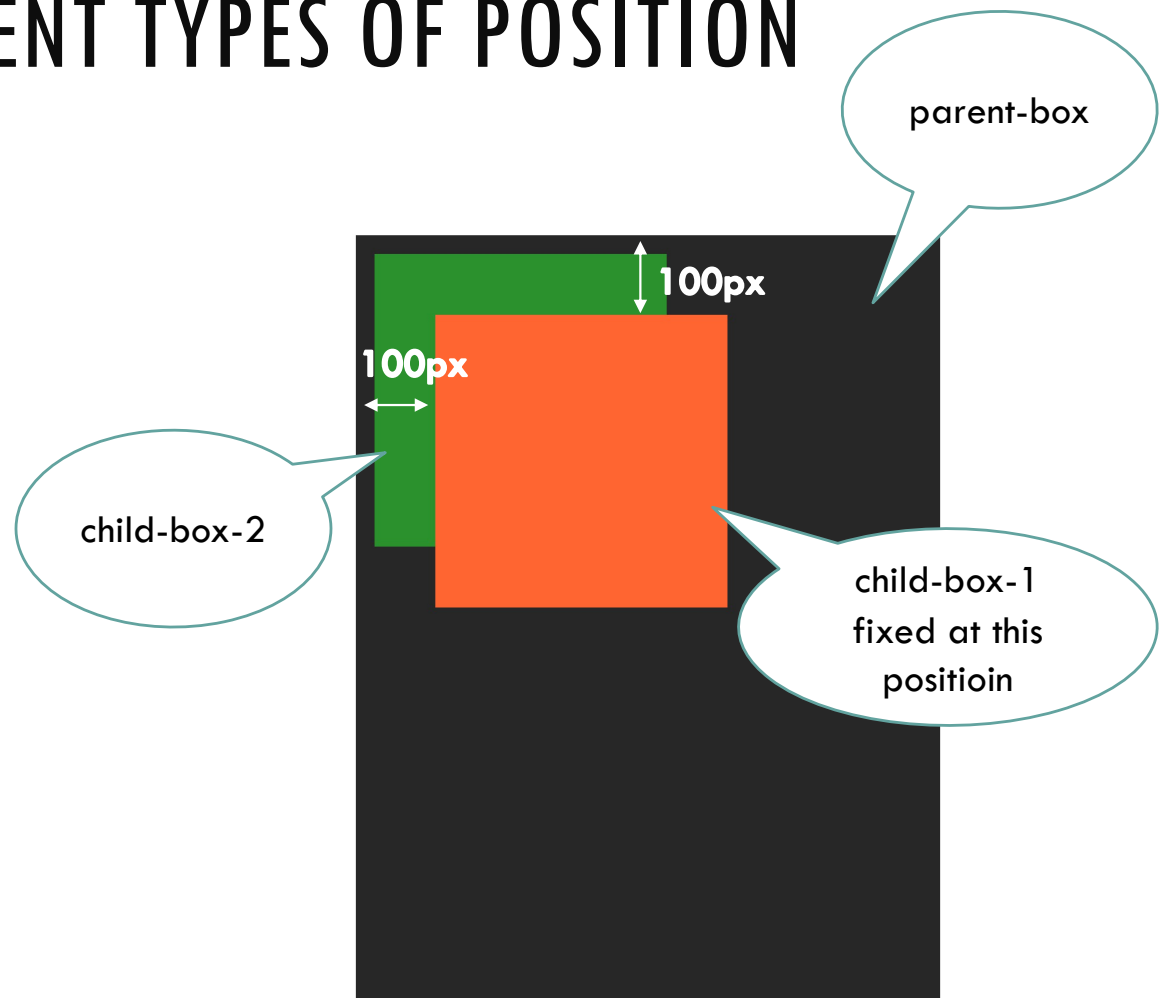 ENT TYPES OF POSITION
parent-box
100px
100px
child-box-2
child-box-1
fixed at this
positioin